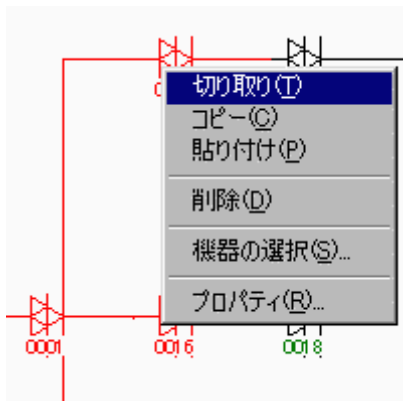 切り取り(T)
コピー(C)
貼り付け(P)
削除(D)
機器の選択(S)...
プロパティ(R)...
0001
0016
0018